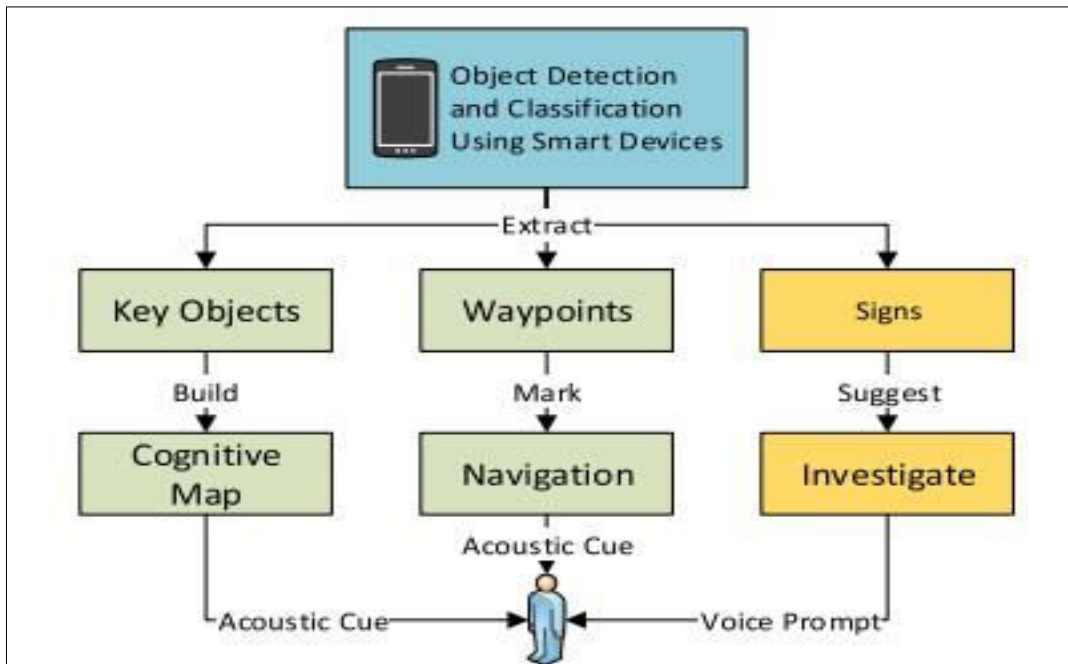 Object Detection
and Classification
Using Smart Devices
Extract
Key Objects
Waypoints
Signs
Build
Mark
Suggest
Cognitive
Map
Navigation
Investigate
Acoustic Cue
Acoustic Cue
Voice Prompt